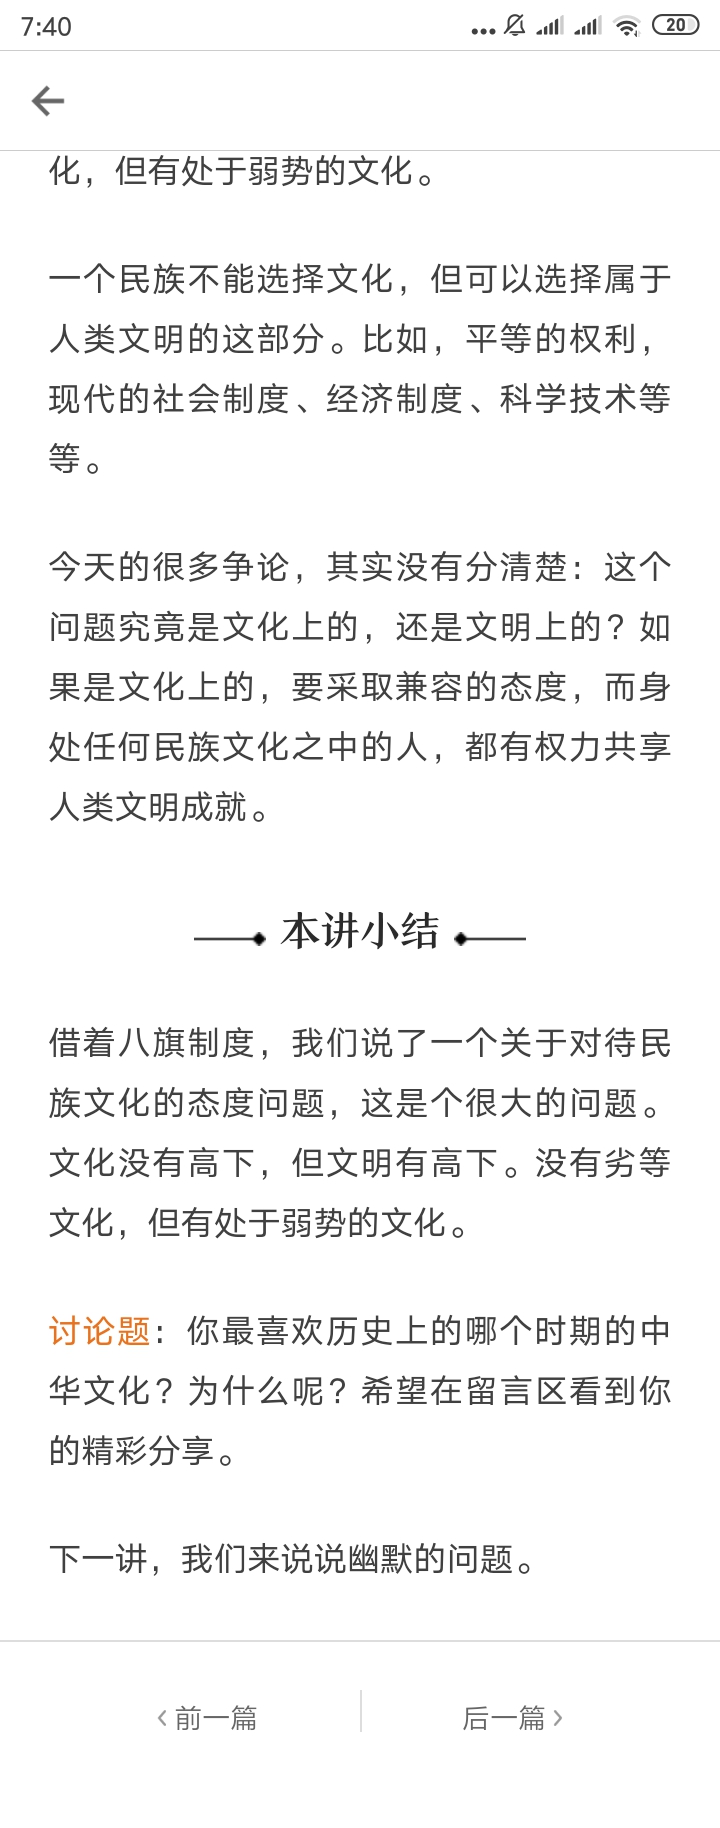 7:40
20
化，但有处于弱势的文化。
一个民族不能选择文化，但可以选择属于
人类文明的这部分。比如，平等的权利，
现代的社会制度、经济制度、科学技术等
等。
今天的很多争论，其实没有分清楚：这个
问题究竟是文化上的，还是文明上的？如
果是文化上的，要采取兼容的态度，而身
处任何民族文化之中的人，都有权力共享
人类文明成就。
本讲小结
借着八旗制度，我们说了一个关于对待民
族文化的态度问题，这是个很大的问题。
文化没有高下，但文明有高下。没有劣等
文化，但有处于弱势的文化。
讨论题：你最喜欢历史上的哪个时期的中
华文化？为什么呢？希望在留言区看到你
的精彩分享。
下一讲，我们来说说幽默的问题。
‹ 前一篇
后一篇 ›